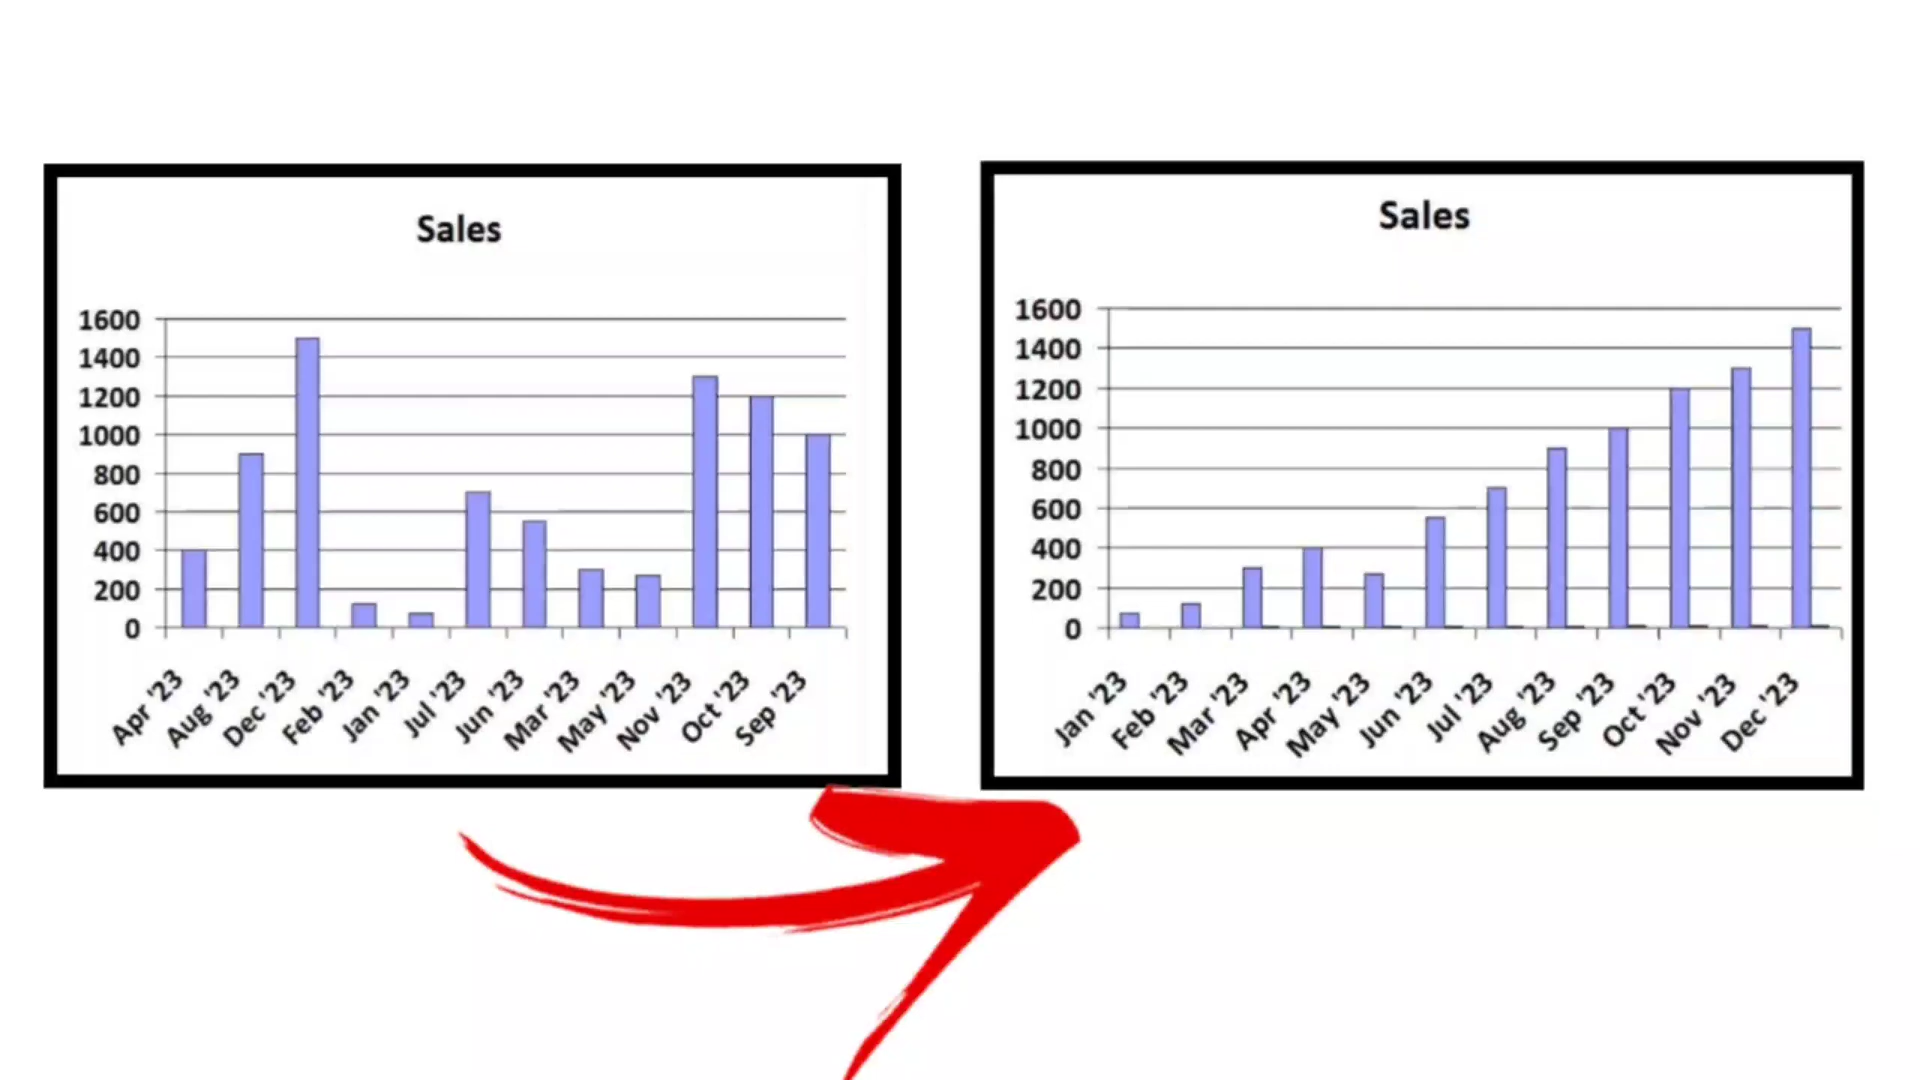 Sales
1600
1400
1200
1000
800
600
400
200
0
Apr '23
Aug '23
Dec '23
Feb '23
Jan '23
Jul '23
Jun '23
Mar '23
May '23
Nov '23
Oct '23
Sep '23
Sales
1600
1400
1200
1000
800
600
400
200
0
Jan '23
Feb '23
Mar '23
Apr '23
May '23
Jun '23
Jul '23
Aug '23
Sep '23
Oct '23
Nov '23
Dec '23